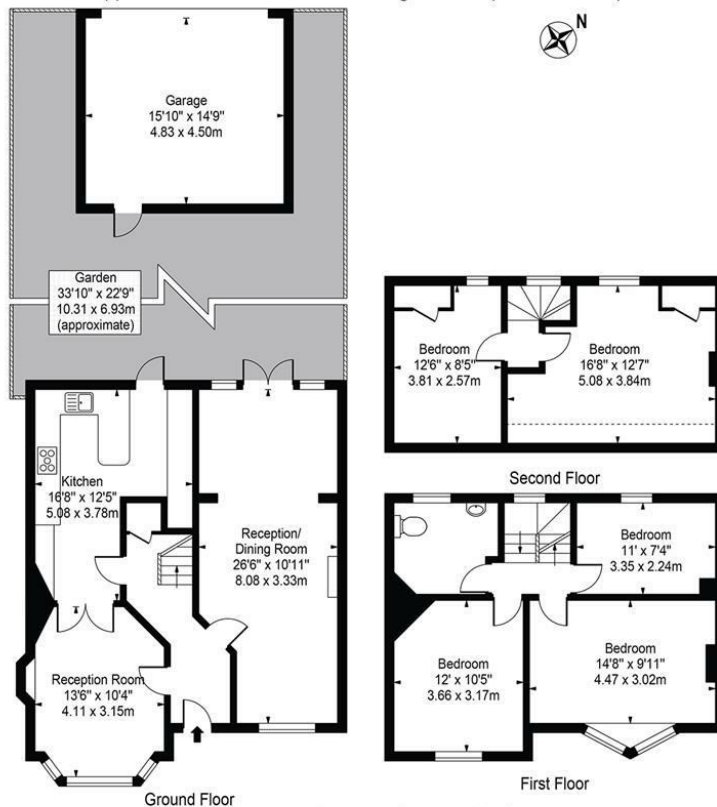 N
Garage
15'10" x 14'9"
4.83 x 4.50m
Garden
33'10" x 22'9"
10.31 x 6.93m
(approximate)
Kitchen
16'8" x 12'5"
5.08 x 3.78m
Reception/
Dining Room
26'6" x 10'11"
8.08 x 3.33m
Reception Room
13'6" x 10'4"
4.11 x 3.15m
Ground Floor
Bedroom
12'6" x 8'5"
3.81 x 2.57m
Bedroom
16'8" x 12'7"
5.08 x 3.84m
Second Floor
Bedroom
11' x 7'4"
3.35 x 2.24m
Bedroom
12' x 10'5"
3.66 x 3.17m
Bedroom
14'8" x 9'11"
4.47 x 3.02m
First Floor